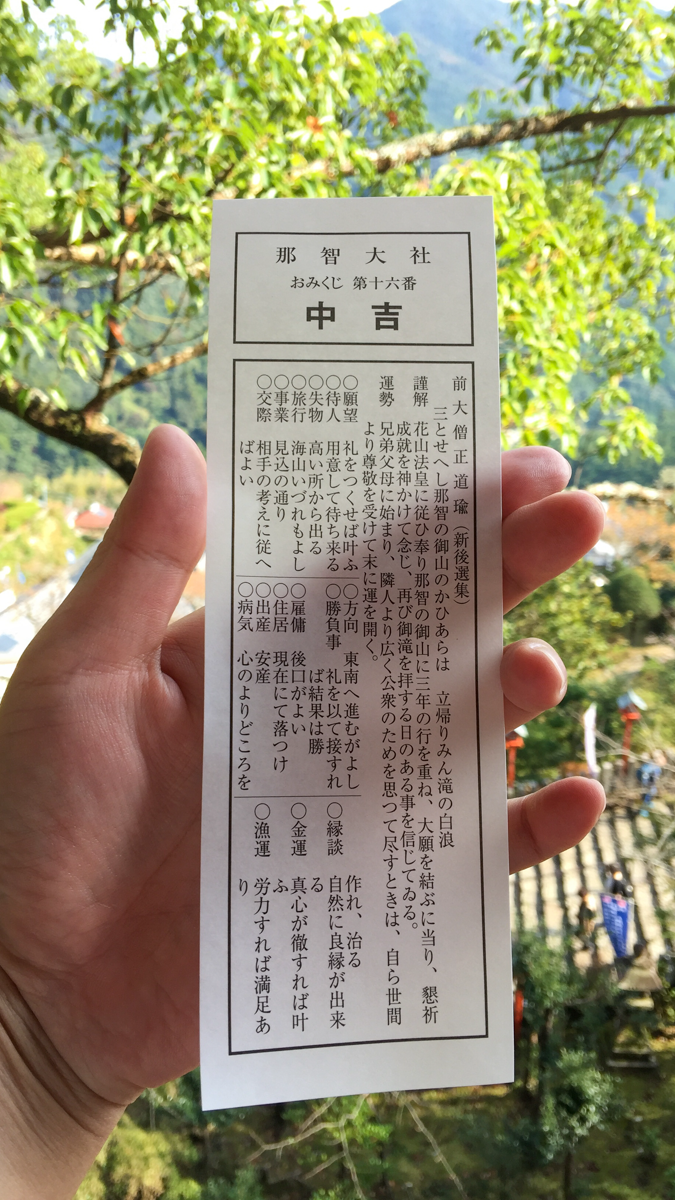 那智大社
おみくじ 第十六番
中吉
前大僧正道瑜(新後選集)
三とせへし那智の御山のかひあらは 立帰りみん滝の白浪
謹解 花山法皇に従ひ奉り那智の御山に三年の行を重ね、大願を結ぶに当り、懇祈
成就を神かけて念じ、再び御滝を拝する日のある事を信じてゐる。
運勢 兄弟父母に始まり、隣人より広く公衆のためを思つて尽すときは、自ら世間
より尊敬を受けて末に運を開く。
○願望 礼をつくせば叶ふ
○待人 用意して待ち来る
○失物 高い所から出る
○旅行 海山いづれもよし
○事業 見込の通り
○交際 相手の考えに従へ
ばよい
○方向 東南へ進むがよし
○勝負事 礼を以て接すれ
ば結果は勝
○雇傭 後口がよい
○住居 現在にて落つけ
○出産 安産
○病気 心のよりどころを
作れ、治る
○縁談 自然に良縁が出来
る
○金運 真心が徹すれば叶
ふ
○漁運 労力すれば満足あ
り